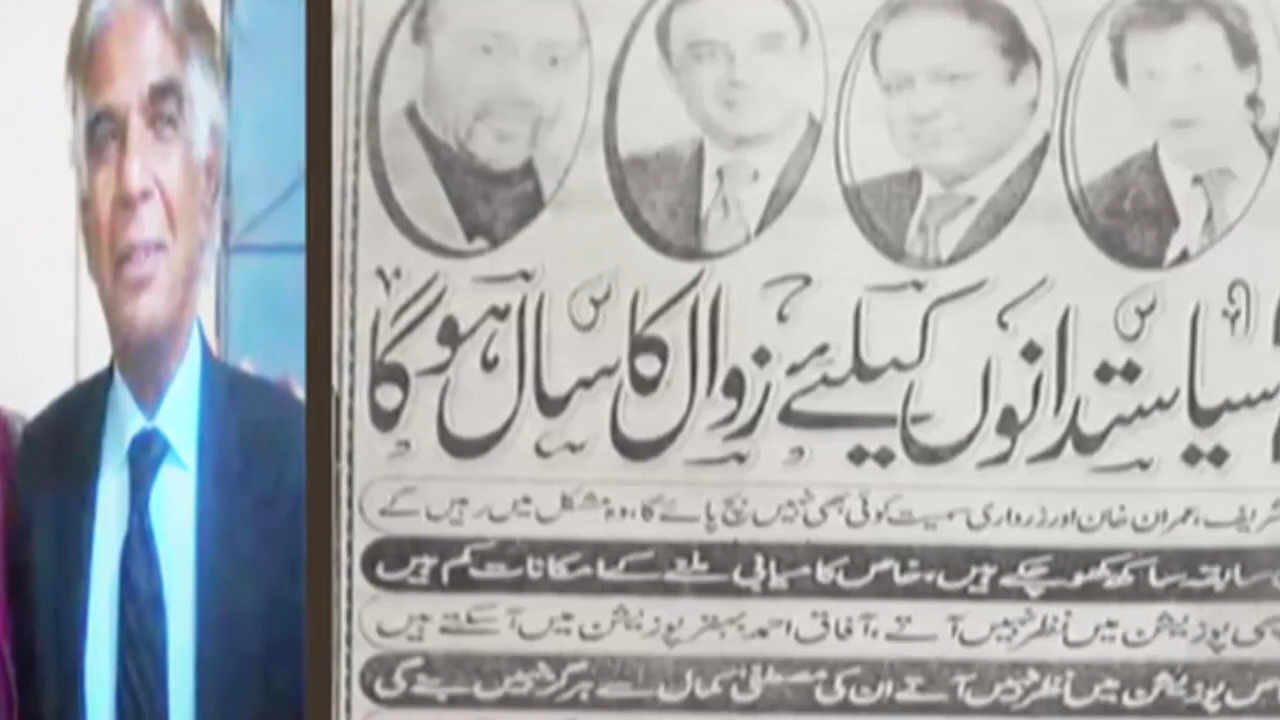 سیاستدانوں کیلئے زوال کا سال ہوگا
شریف، عمران خان اور زرداری سمیت کوئی بھی نہیں بچ پائے گا، وہ مشکل میں رہیں گے
سابقہ ساکھ کھو چکے ہیں، خاص کامیابی ملنے کے امکانات کم ہیں
پوزیشن میں نظر نہیں آتے، آفاق احمد بہتر پوزیشن میں آ سکتے ہیں
پوزیشن میں نظر نہیں آتے ان کی مصطفیٰ کمال سے ہرگز نہیں بنے گی